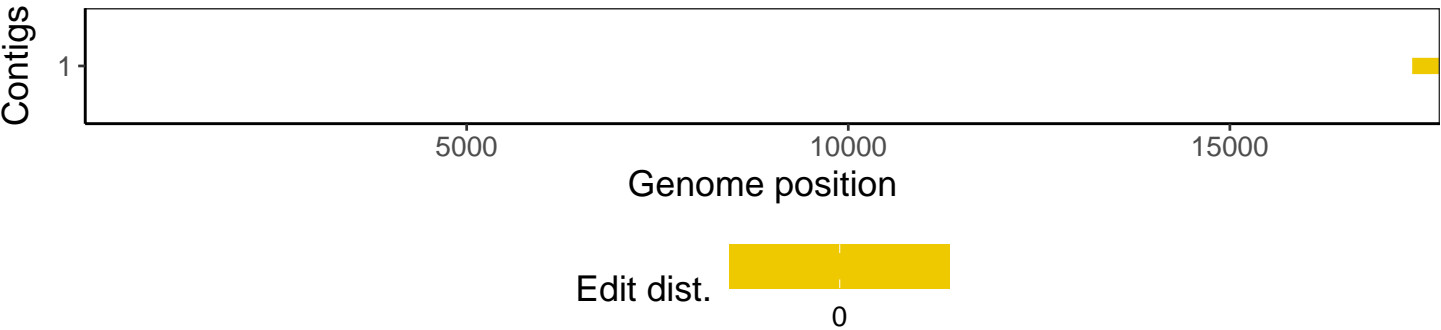 Contigs
1
5000 10000 15000
Genome position
Edit dist.
0